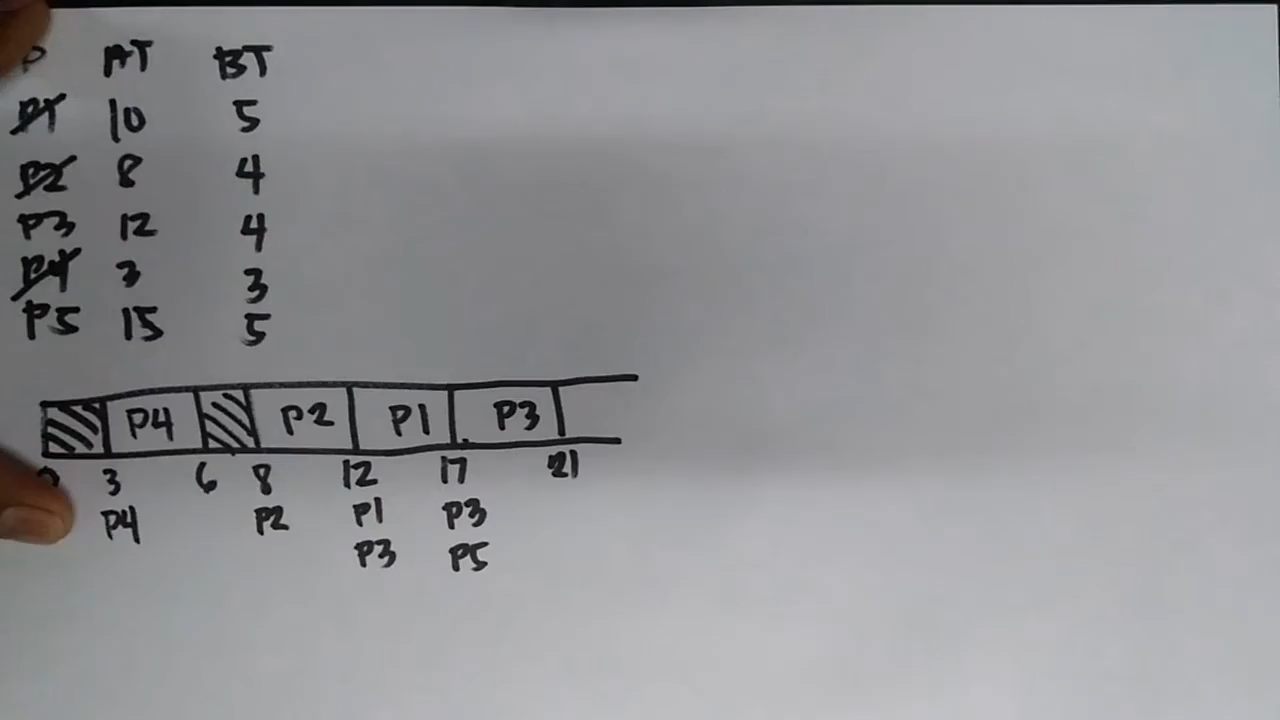 P AT BT
P1 10 5
P2 8 4
P3 12 4
P4 3 3
P5 15 5
P4 P2 P1 P3
3 6 8 12 17 21
P4 P2 P1 P3
P3 P5